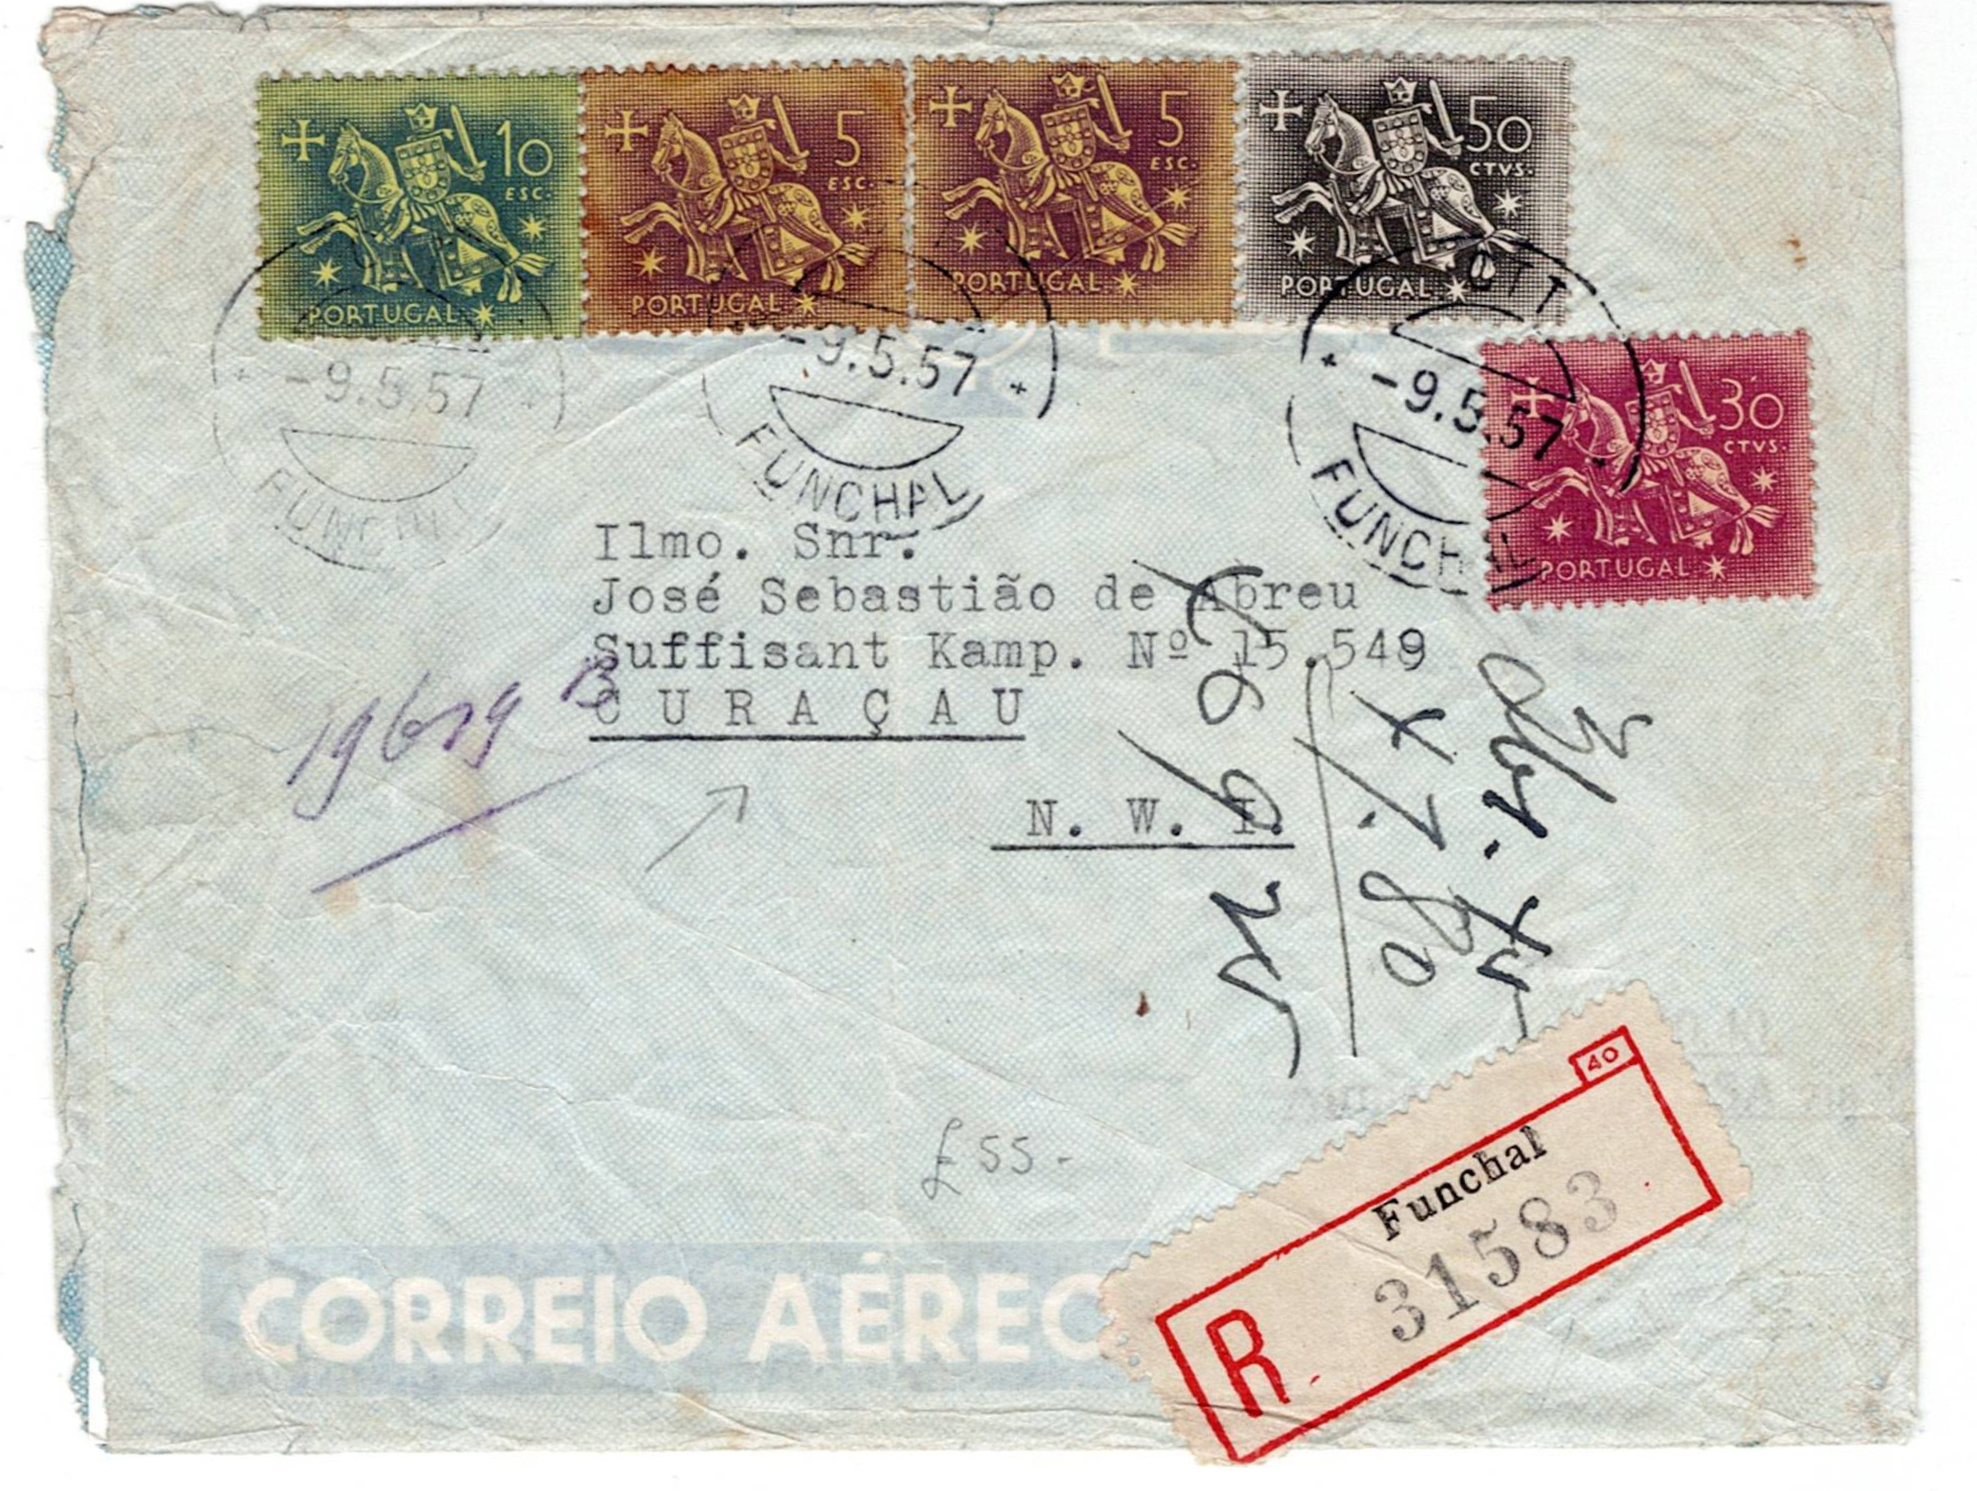 10 ESC.
PORTUGAL
5 ESC.
PORTUGAL
5 ESC.
PORTUGAL
50 CTVS.
PORTUGAL
30 CTVS.
PORTUGAL
-9.5.57
-9.5.57
FUNCHAL
CTT
-9.5.57
FUNCHAL
Ilmo. Snr.
José Sebastião de Abreu
Suffisant Kamp. Nº 15.549
CURAÇAU
N. W. I.
£55-
CORREIO AÉREO
40
Funchal
R 31583